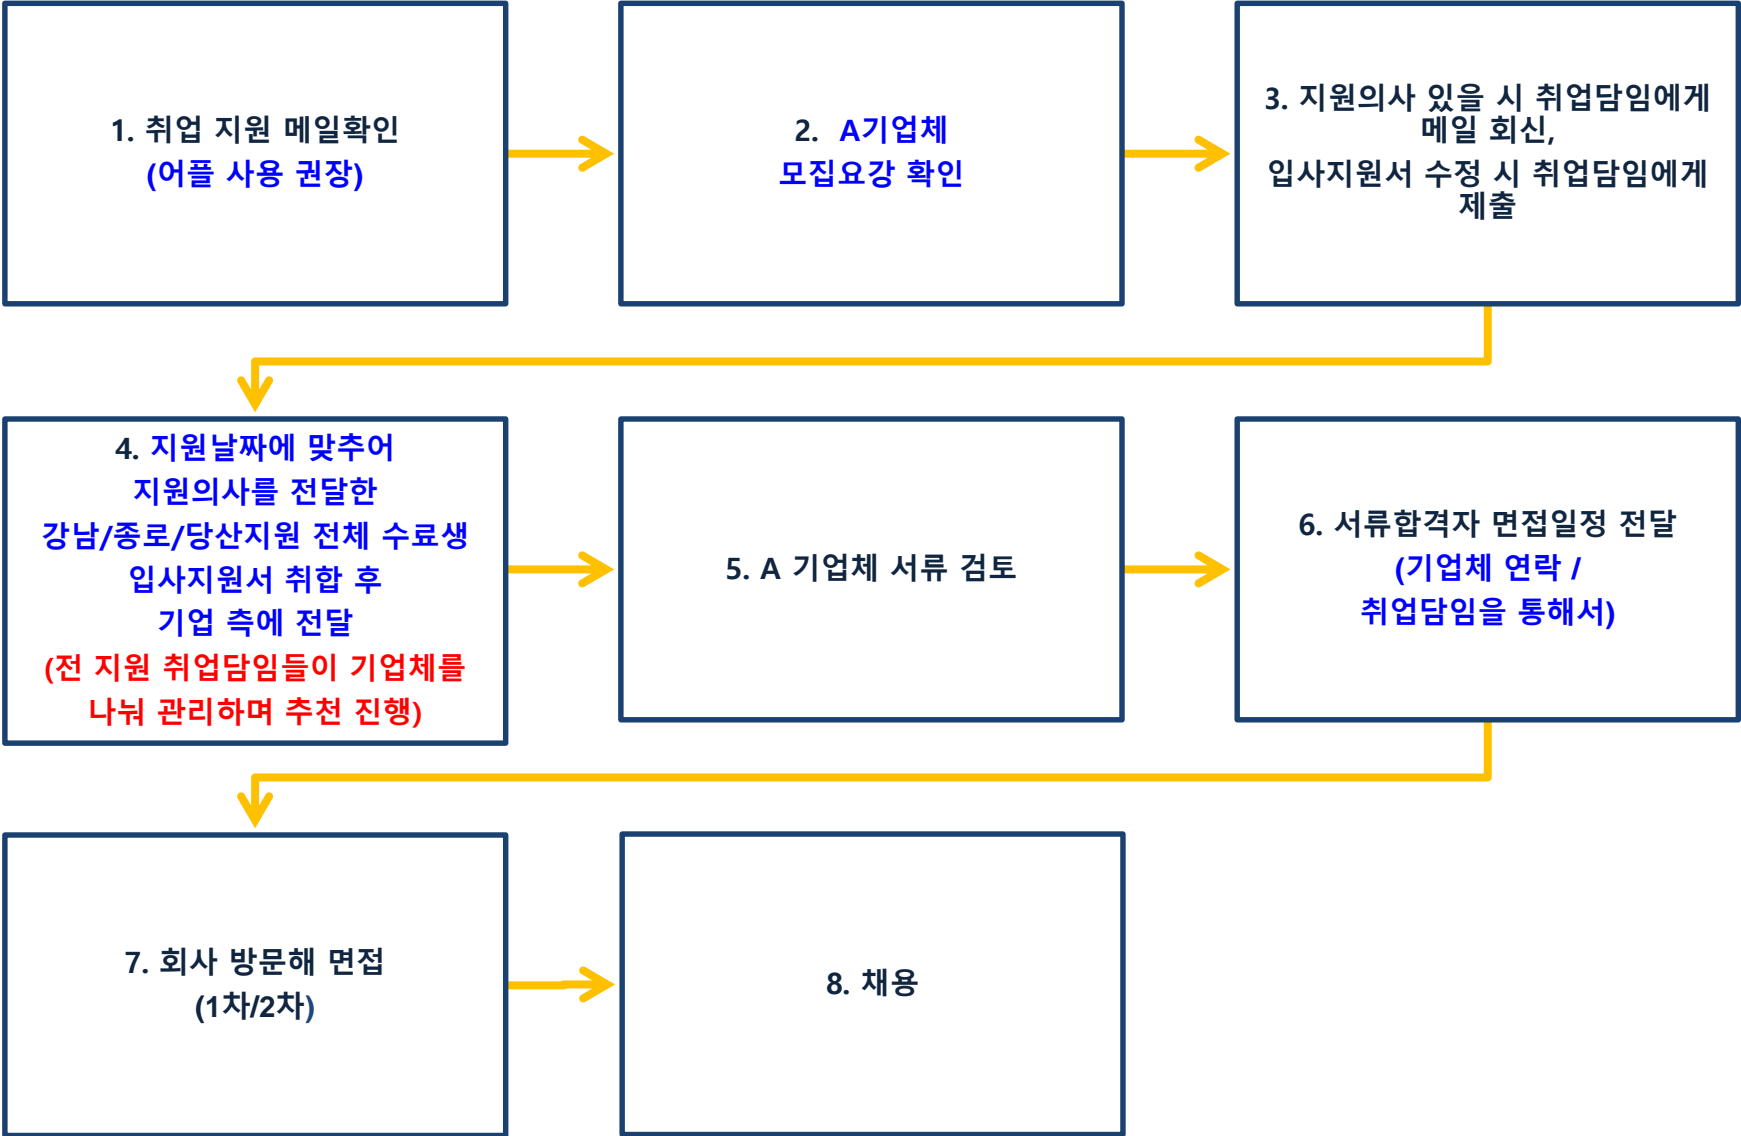 1. 취업 지원 메일확인
(어플 사용 권장)
2. A기업체
모집요강 확인
3. 지원의사 있을 시 취업담임에게
메일 회신,
입사지원서 수정 시 취업담임에게
제출
4. 지원날짜에 맞추어
지원의사를 전달한
강남/종로/당산지원 전체 수료생
입사지원서 취합 후
기업 측에 전달
(전 지원 취업담임들이 기업체를
나눠 관리하며 추천 진행)
5. A 기업체 서류 검토
6. 서류합격자 면접일정 전달
(기업체 연락 /
취업담임을 통해서)
7. 회사 방문해 면접
(1차/2차)
8. 채용